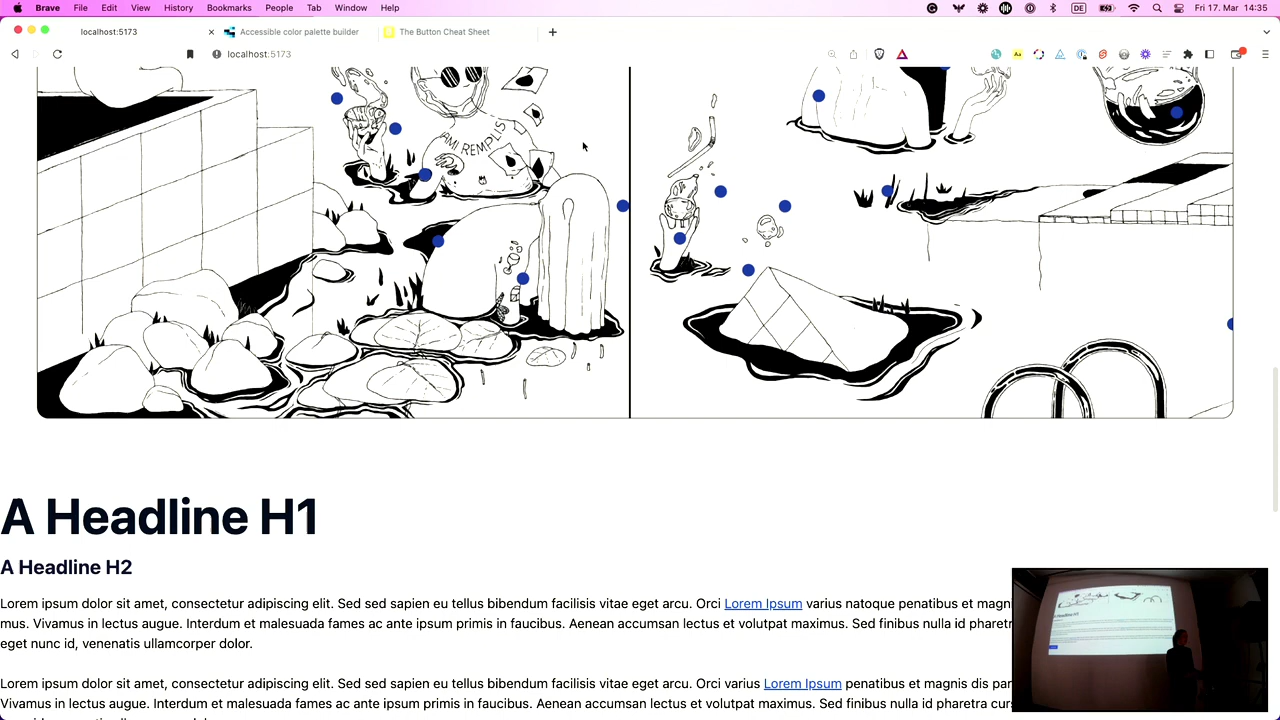 Brave File Edit View History Bookmarks People Tab Window Help DE Fri 17. Mar 14:35
localhost:5173 Accessible color palette builder The Button Cheat Sheet
localhost:5173
AMI REMPLIS
A Headline H1
A Headline H2
Lorem ipsum dolor sit amet, consectetur adipiscing elit. Sed sed sapien eu tellus bibendum facilisis vitae eget arcu. Orci Lorem Ipsum varius natoque penatibus et magn
mus. Vivamus in lectus augue. Interdum et malesuada fames ac ante ipsum primis in faucibus. Aenean accumsan lectus et volutpat maximus. Sed finibus nulla id pharetr
eget nunc id, venenatis ullamcorper dolor.
Lorem ipsum dolor sit amet, consectetur adipiscing elit. Sed sed sapien eu tellus bibendum facilisis vitae eget arcu. Orci varius Lorem Ipsum penatibus et magnis dis par
Vivamus in lectus augue. Interdum et malesuada fames ac ante ipsum primis in faucibus. Aenean accumsan lectus et volutpat maximus. Sed finibus nulla id pharetra cur